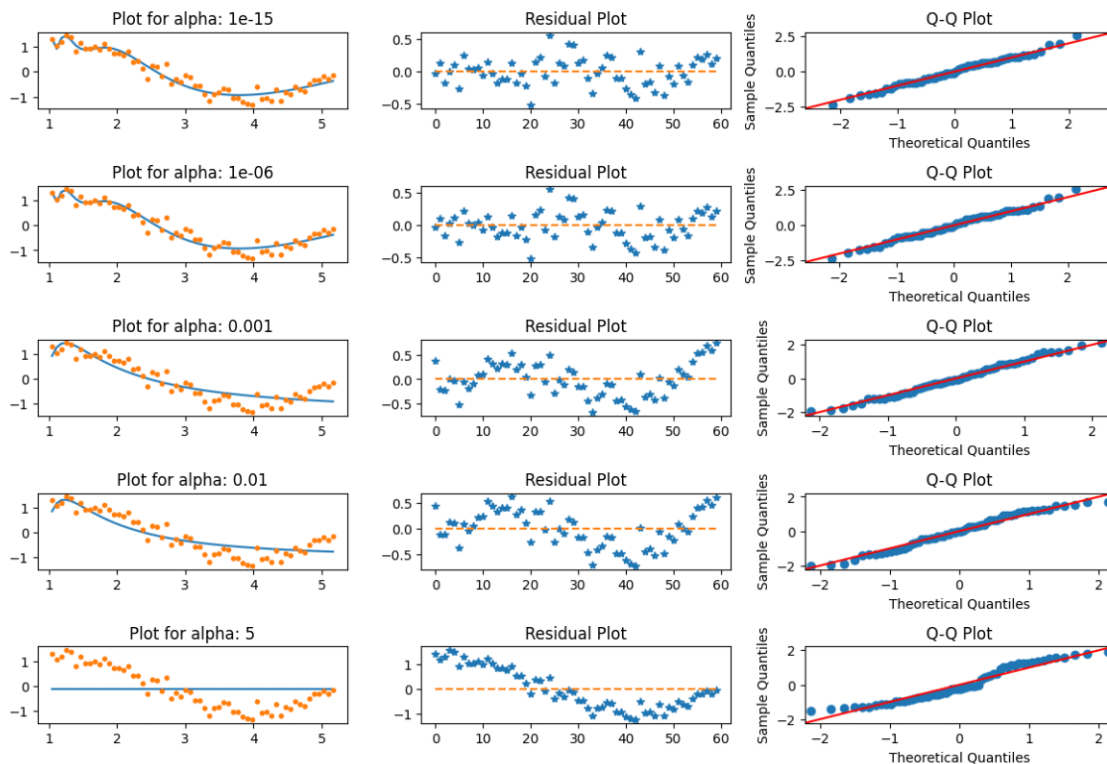 Plot for alpha: 1e-15 Residual Plot Q-Q Plot
1
0
−1
1 2 3 4 5
0.5
0.0
−0.5
0 10 20 30 40 50 60
Sample Quantiles
2.5
0.0
−2.5
−2 −1 0 1 2
Theoretical Quantiles
Plot for alpha: 1e-06 Residual Plot Q-Q Plot
1
0
−1
1 2 3 4 5
0.5
0.0
−0.5
0 10 20 30 40 50 60
Sample Quantiles
2.5
0.0
−2.5
−2 −1 0 1 2
Theoretical Quantiles
Plot for alpha: 0.001 Residual Plot Q-Q Plot
1
0
−1
1 2 3 4 5
0.5
0.0
−0.5
0 10 20 30 40 50 60
Sample Quantiles
2
0
−2
−2 −1 0 1 2
Theoretical Quantiles
Plot for alpha: 0.01 Residual Plot Q-Q Plot
1
0
−1
1 2 3 4 5
0.5
0.0
−0.5
0 10 20 30 40 50 60
Sample Quantiles
2
0
−2
−2 −1 0 1 2
Theoretical Quantiles
Plot for alpha: 5 Residual Plot Q-Q Plot
1
0
−1
1 2 3 4 5
1
0
−1
0 10 20 30 40 50 60
Sample Quantiles
2
0
−2
−2 −1 0 1 2
Theoretical Quantiles